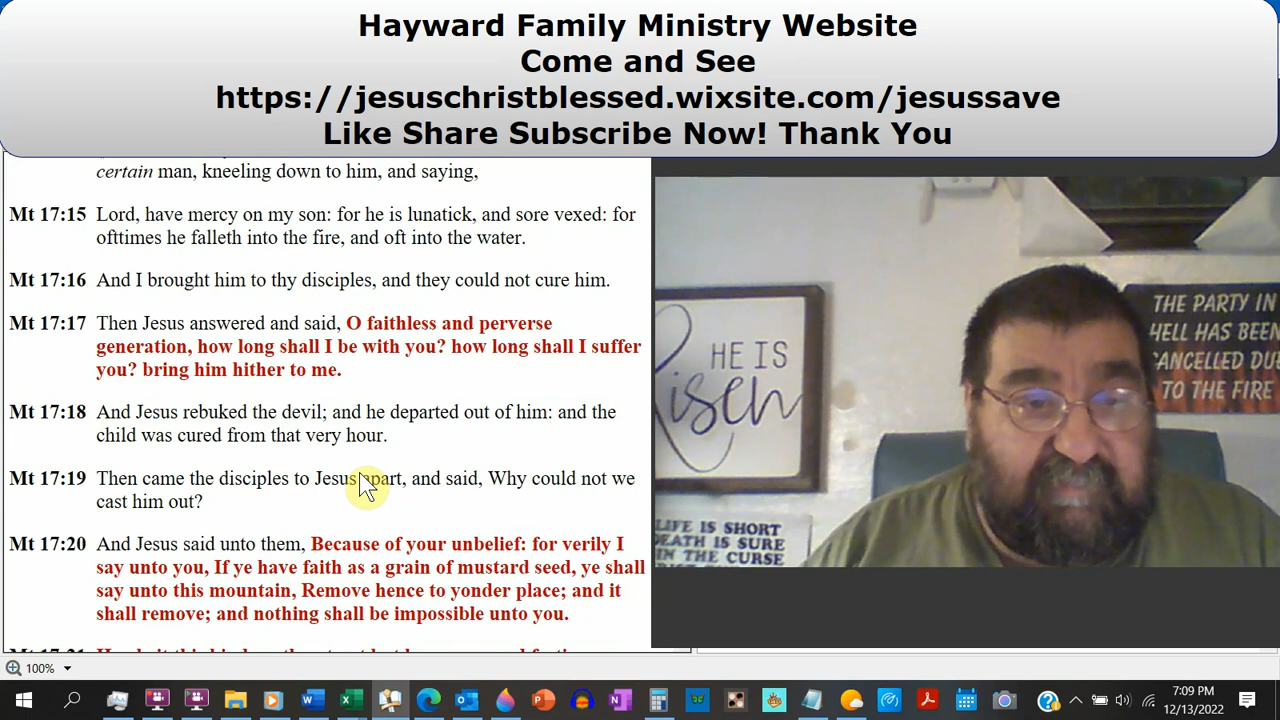 Hayward Family Ministry Website
Come and See
https://jesuschristblessed.wixsite.com/jesussave
Like Share Subscribe Now! Thank You
certain man, kneeling down to him, and saying,
Mt 17:15 Lord, have mercy on my son: for he is lunatick, and sore vexed: for
ofttimes he falleth into the fire, and oft into the water.
Mt 17:16 And I brought him to thy disciples, and they could not cure him.
Mt 17:17 Then Jesus answered and said, O faithless and perverse
generation, how long shall I be with you? how long shall I suffer
you? bring him hither to me.
Mt 17:18 And Jesus rebuked the devil; and he departed out of him: and the
child was cured from that very hour.
Mt 17:19 Then came the disciples to Jesus apart, and said, Why could not we
cast him out?
Mt 17:20 And Jesus said unto them, Because of your unbelief: for verily I
say unto you, If ye have faith as a grain of mustard seed, ye shall
say unto this mountain, Remove hence to yonder place; and it
shall remove; and nothing shall be impossible unto you.
HE IS
Risen
THE PARTY IN
HELL HAS BEEN
CANCELLED DUE
TO THE FIRE
LIFE IS SHORT
DEATH IS SURE
IN THE CURSE
100%
7:09 PM
12/13/2022